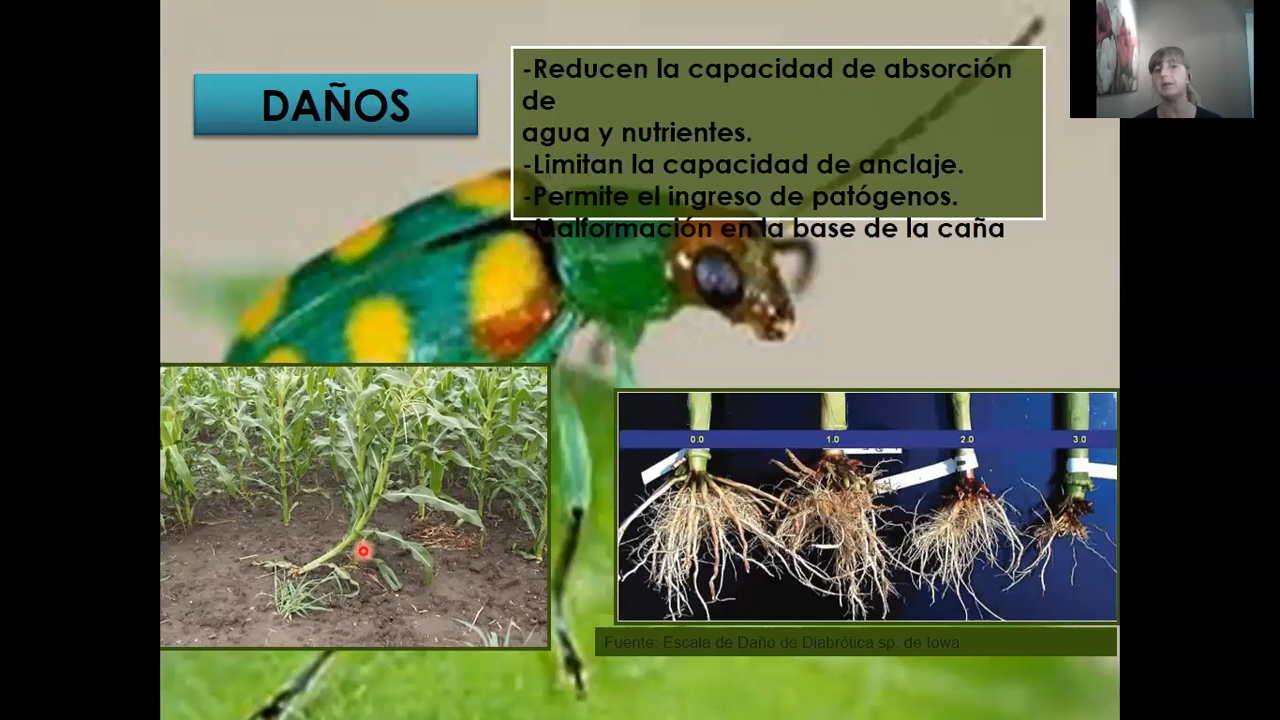 DAÑOS
-Reducen la capacidad de absorción
de
agua y nutrientes.
-Limitan la capacidad de anclaje.
-Permite el ingreso de patógenos.
-Malformación en la base de la caña
0.0 1.0 2.0 3.0
Fuente: Escala de Daño de Diabrótica sp. de Iowa